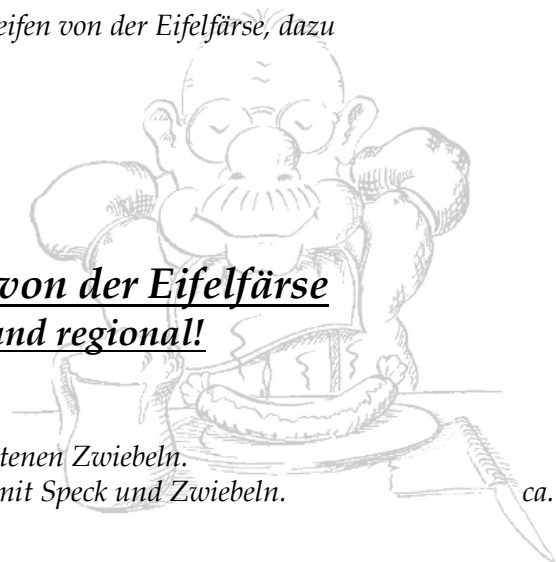 eifen von der Eifelfärse, dazu
von der Eifelfärse
und regional!
tenen Zwiebeln.
mit Speck und Zwiebeln. ca.